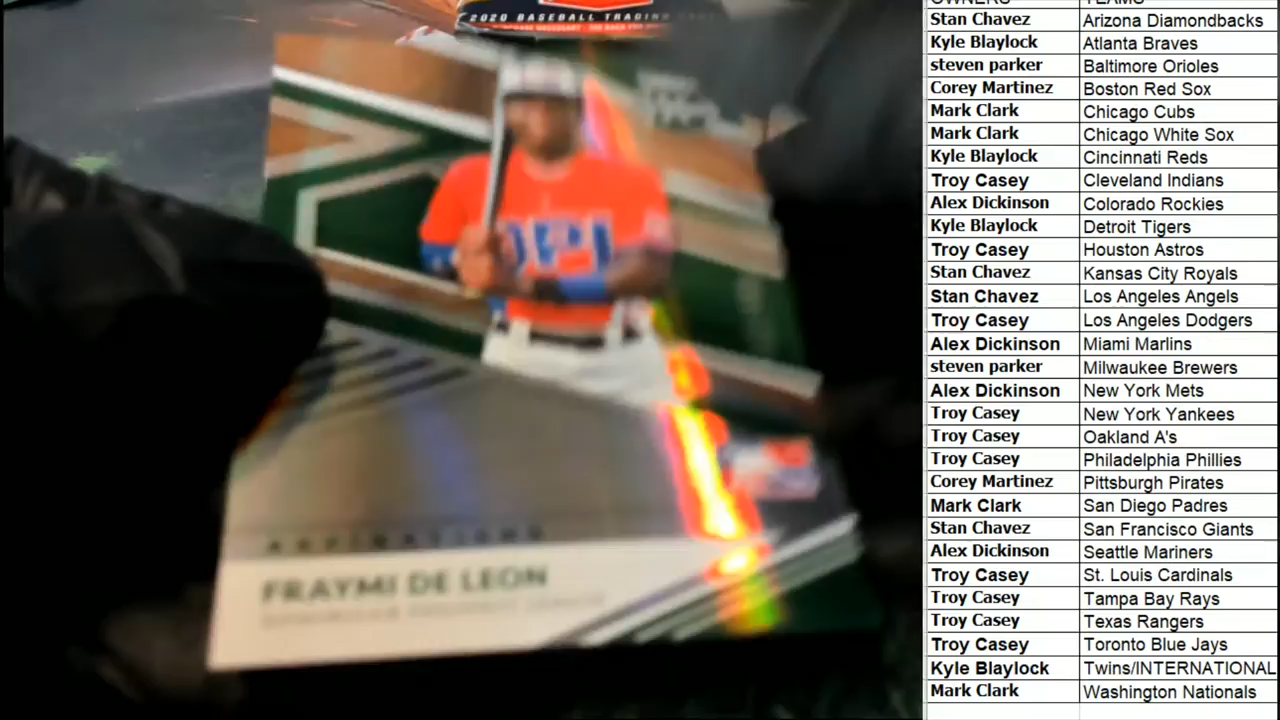 2020 BASEBALL TRADING
DPL
ASPIRATIONS
FRAYMI DE LEON
OWNERS TEAMS
Stan Chavez Arizona Diamondbacks
Kyle Blaylock Atlanta Braves
steven parker Baltimore Orioles
Corey Martinez Boston Red Sox
Mark Clark Chicago Cubs
Mark Clark Chicago White Sox
Kyle Blaylock Cincinnati Reds
Troy Casey Cleveland Indians
Alex Dickinson Colorado Rockies
Kyle Blaylock Detroit Tigers
Troy Casey Houston Astros
Stan Chavez Kansas City Royals
Stan Chavez Los Angeles Angels
Troy Casey Los Angeles Dodgers
Alex Dickinson Miami Marlins
steven parker Milwaukee Brewers
Alex Dickinson New York Mets
Troy Casey New York Yankees
Troy Casey Oakland A's
Troy Casey Philadelphia Phillies
Corey Martinez Pittsburgh Pirates
Mark Clark San Diego Padres
Stan Chavez San Francisco Giants
Alex Dickinson Seattle Mariners
Troy Casey St. Louis Cardinals
Troy Casey Tampa Bay Rays
Troy Casey Texas Rangers
Troy Casey Toronto Blue Jays
Kyle Blaylock Twins/INTERNATIONAL
Mark Clark Washington Nationals